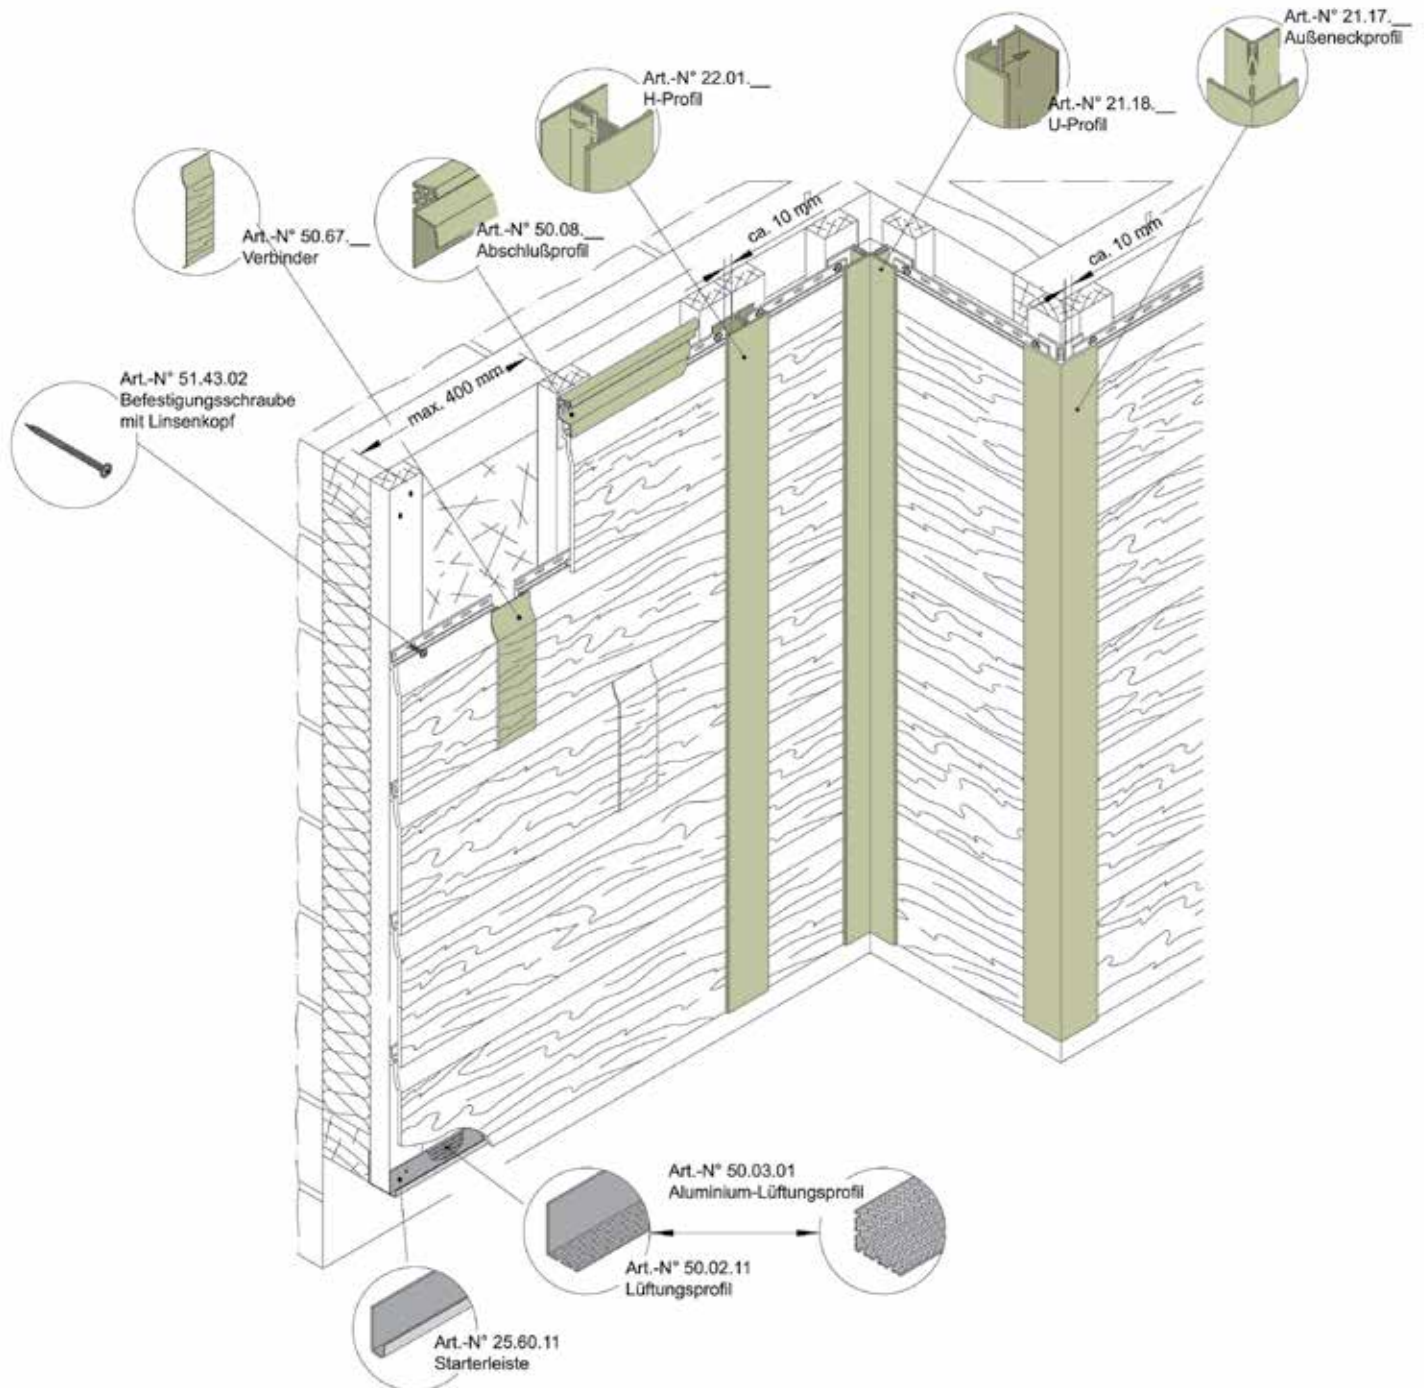 Art.-N° 21.17.__
Außeneckprofil
Art.-N° 22.01.__
H-Profil
Art.-N° 21.18.__
U-Profil
Art.-N° 50.67.__
Verbinder
Art.-N° 50.08.__
Abschlußprofil
ca. 10 mm
ca. 10 mm
max. 400 mm
Art.-N° 51.43.02
Befestigungsschraube
mit Linsenkopf
Art.-N° 50.03.01
Aluminium-Lüftungsprofil
Art.-N° 50.02.11
Lüftungsprofil
Art.-N° 25.60.11
Starterleiste